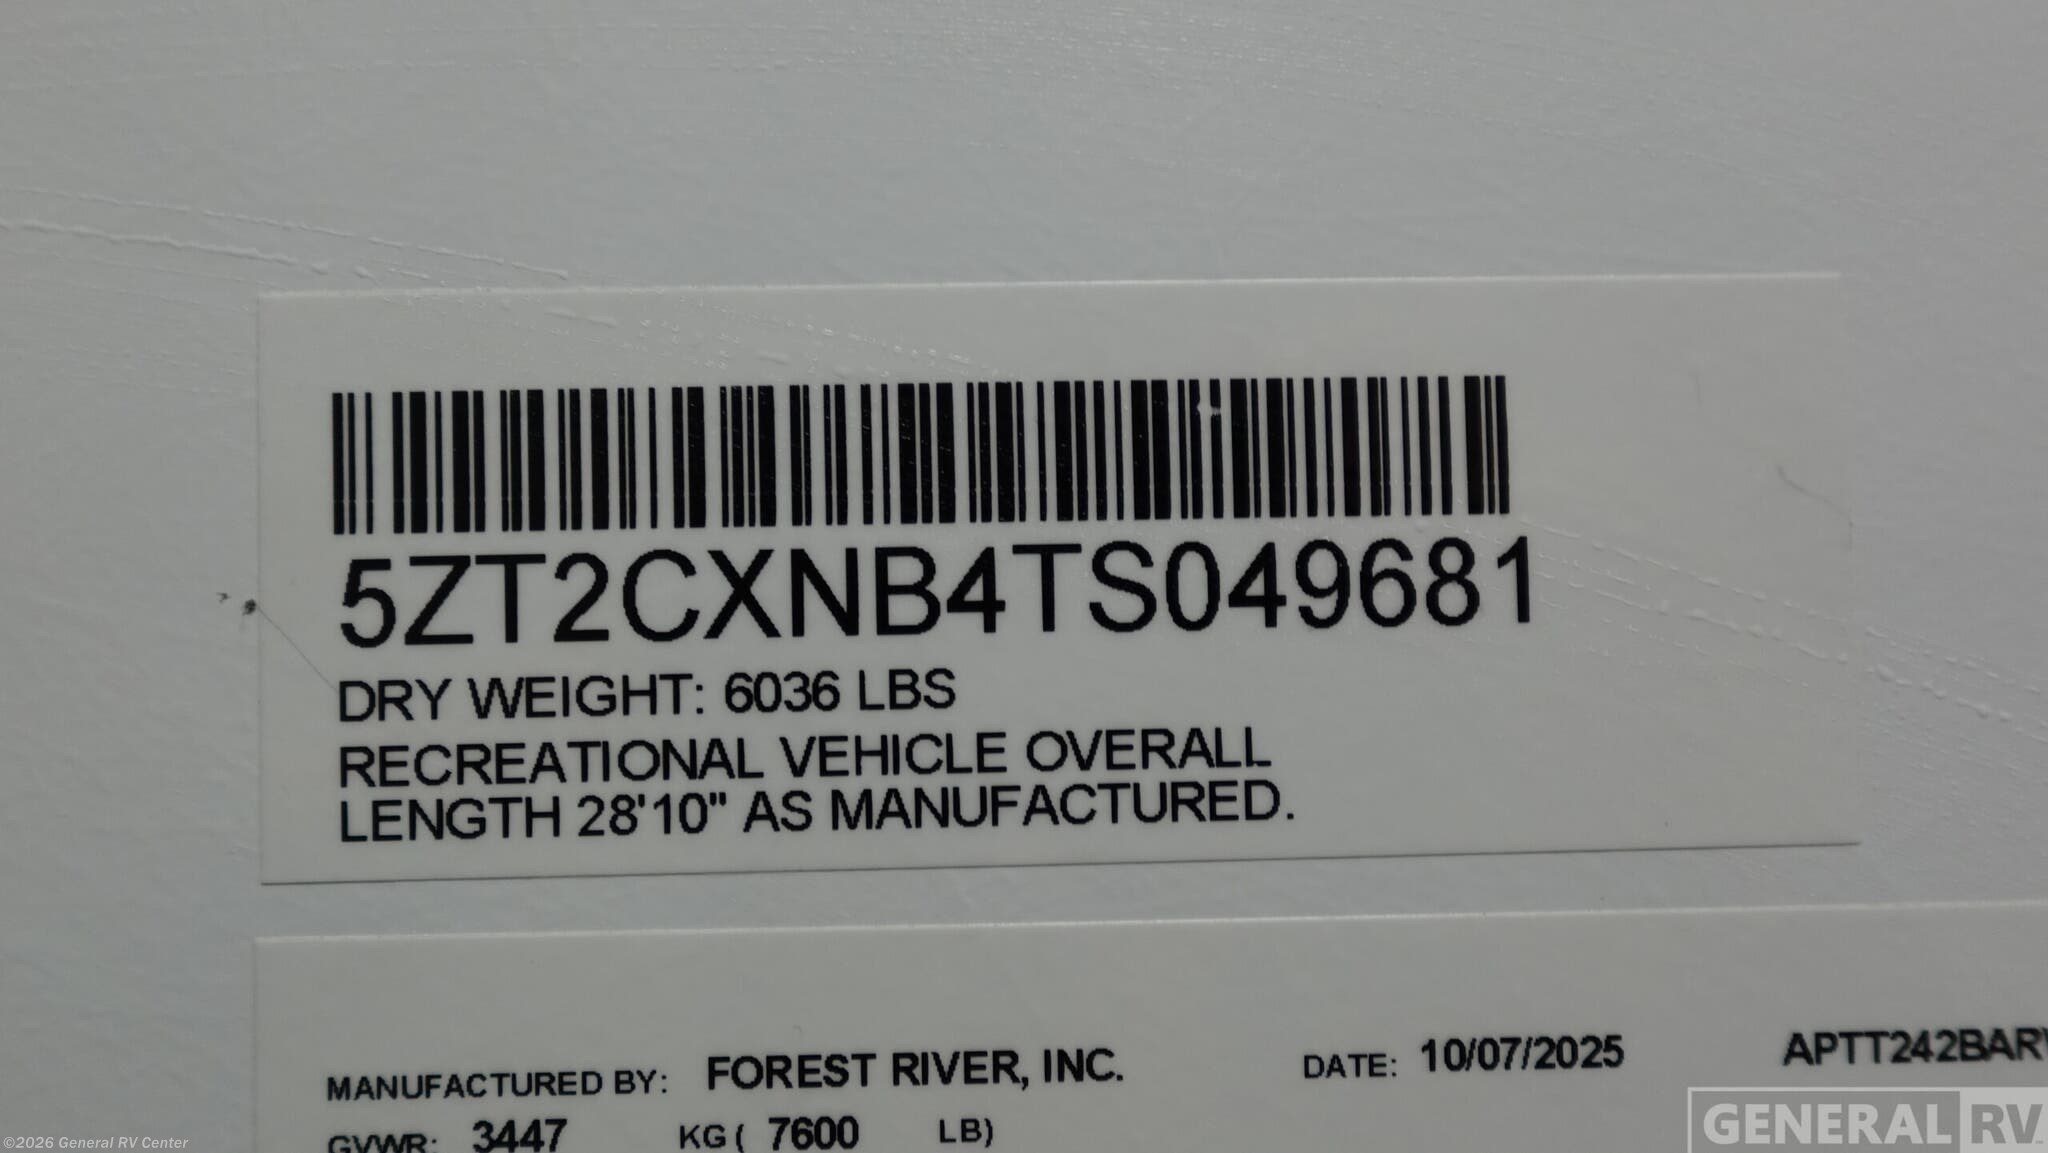 5ZT2CXNB4TS049681
DRY WEIGHT: 6036 LBS
RECREATIONAL VEHICLE OVERALL
LENGTH 28'10" AS MANUFACTURED.
MANUFACTURED BY: FOREST RIVER, INC. DATE: 10/07/2025
GVWR: 3447 KG ( 7600 LB)
GENERAL RV
©2026 General RV Center